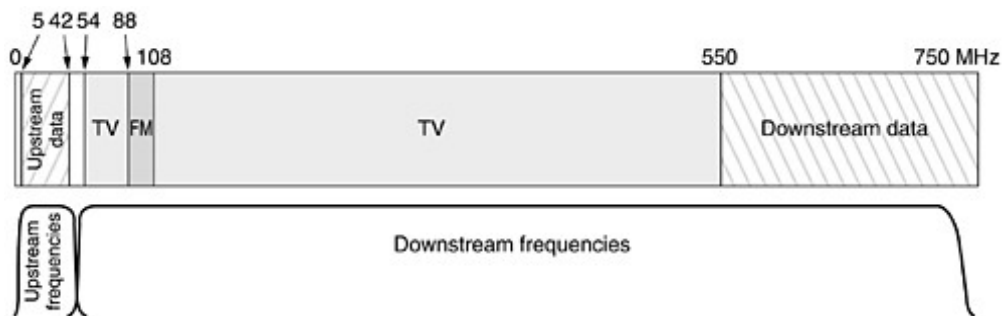 5 42 54 88
0 108 550 750 MHz
Upstream
data
TV FM TV Downstream data
Upstream
frequencies
Downstream frequencies